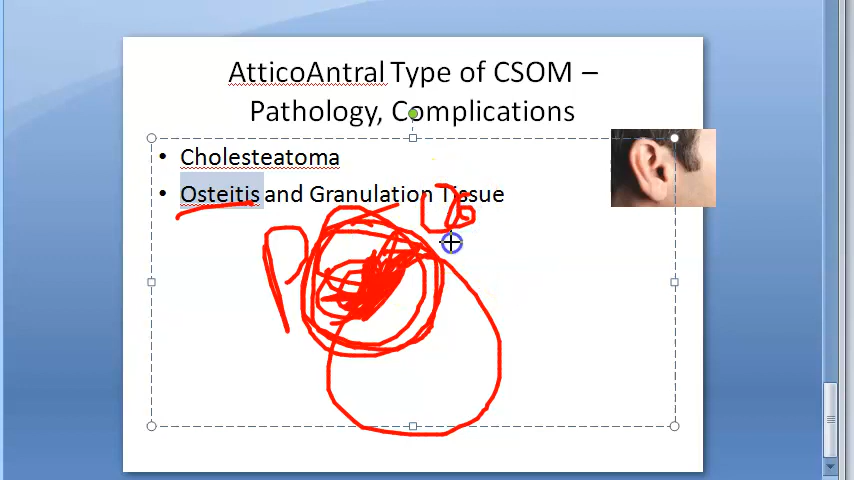 AtticoAntral Type of CSOM –
Pathology, Complications
• Cholesteatoma
• Osteitis and Granulation Tissue